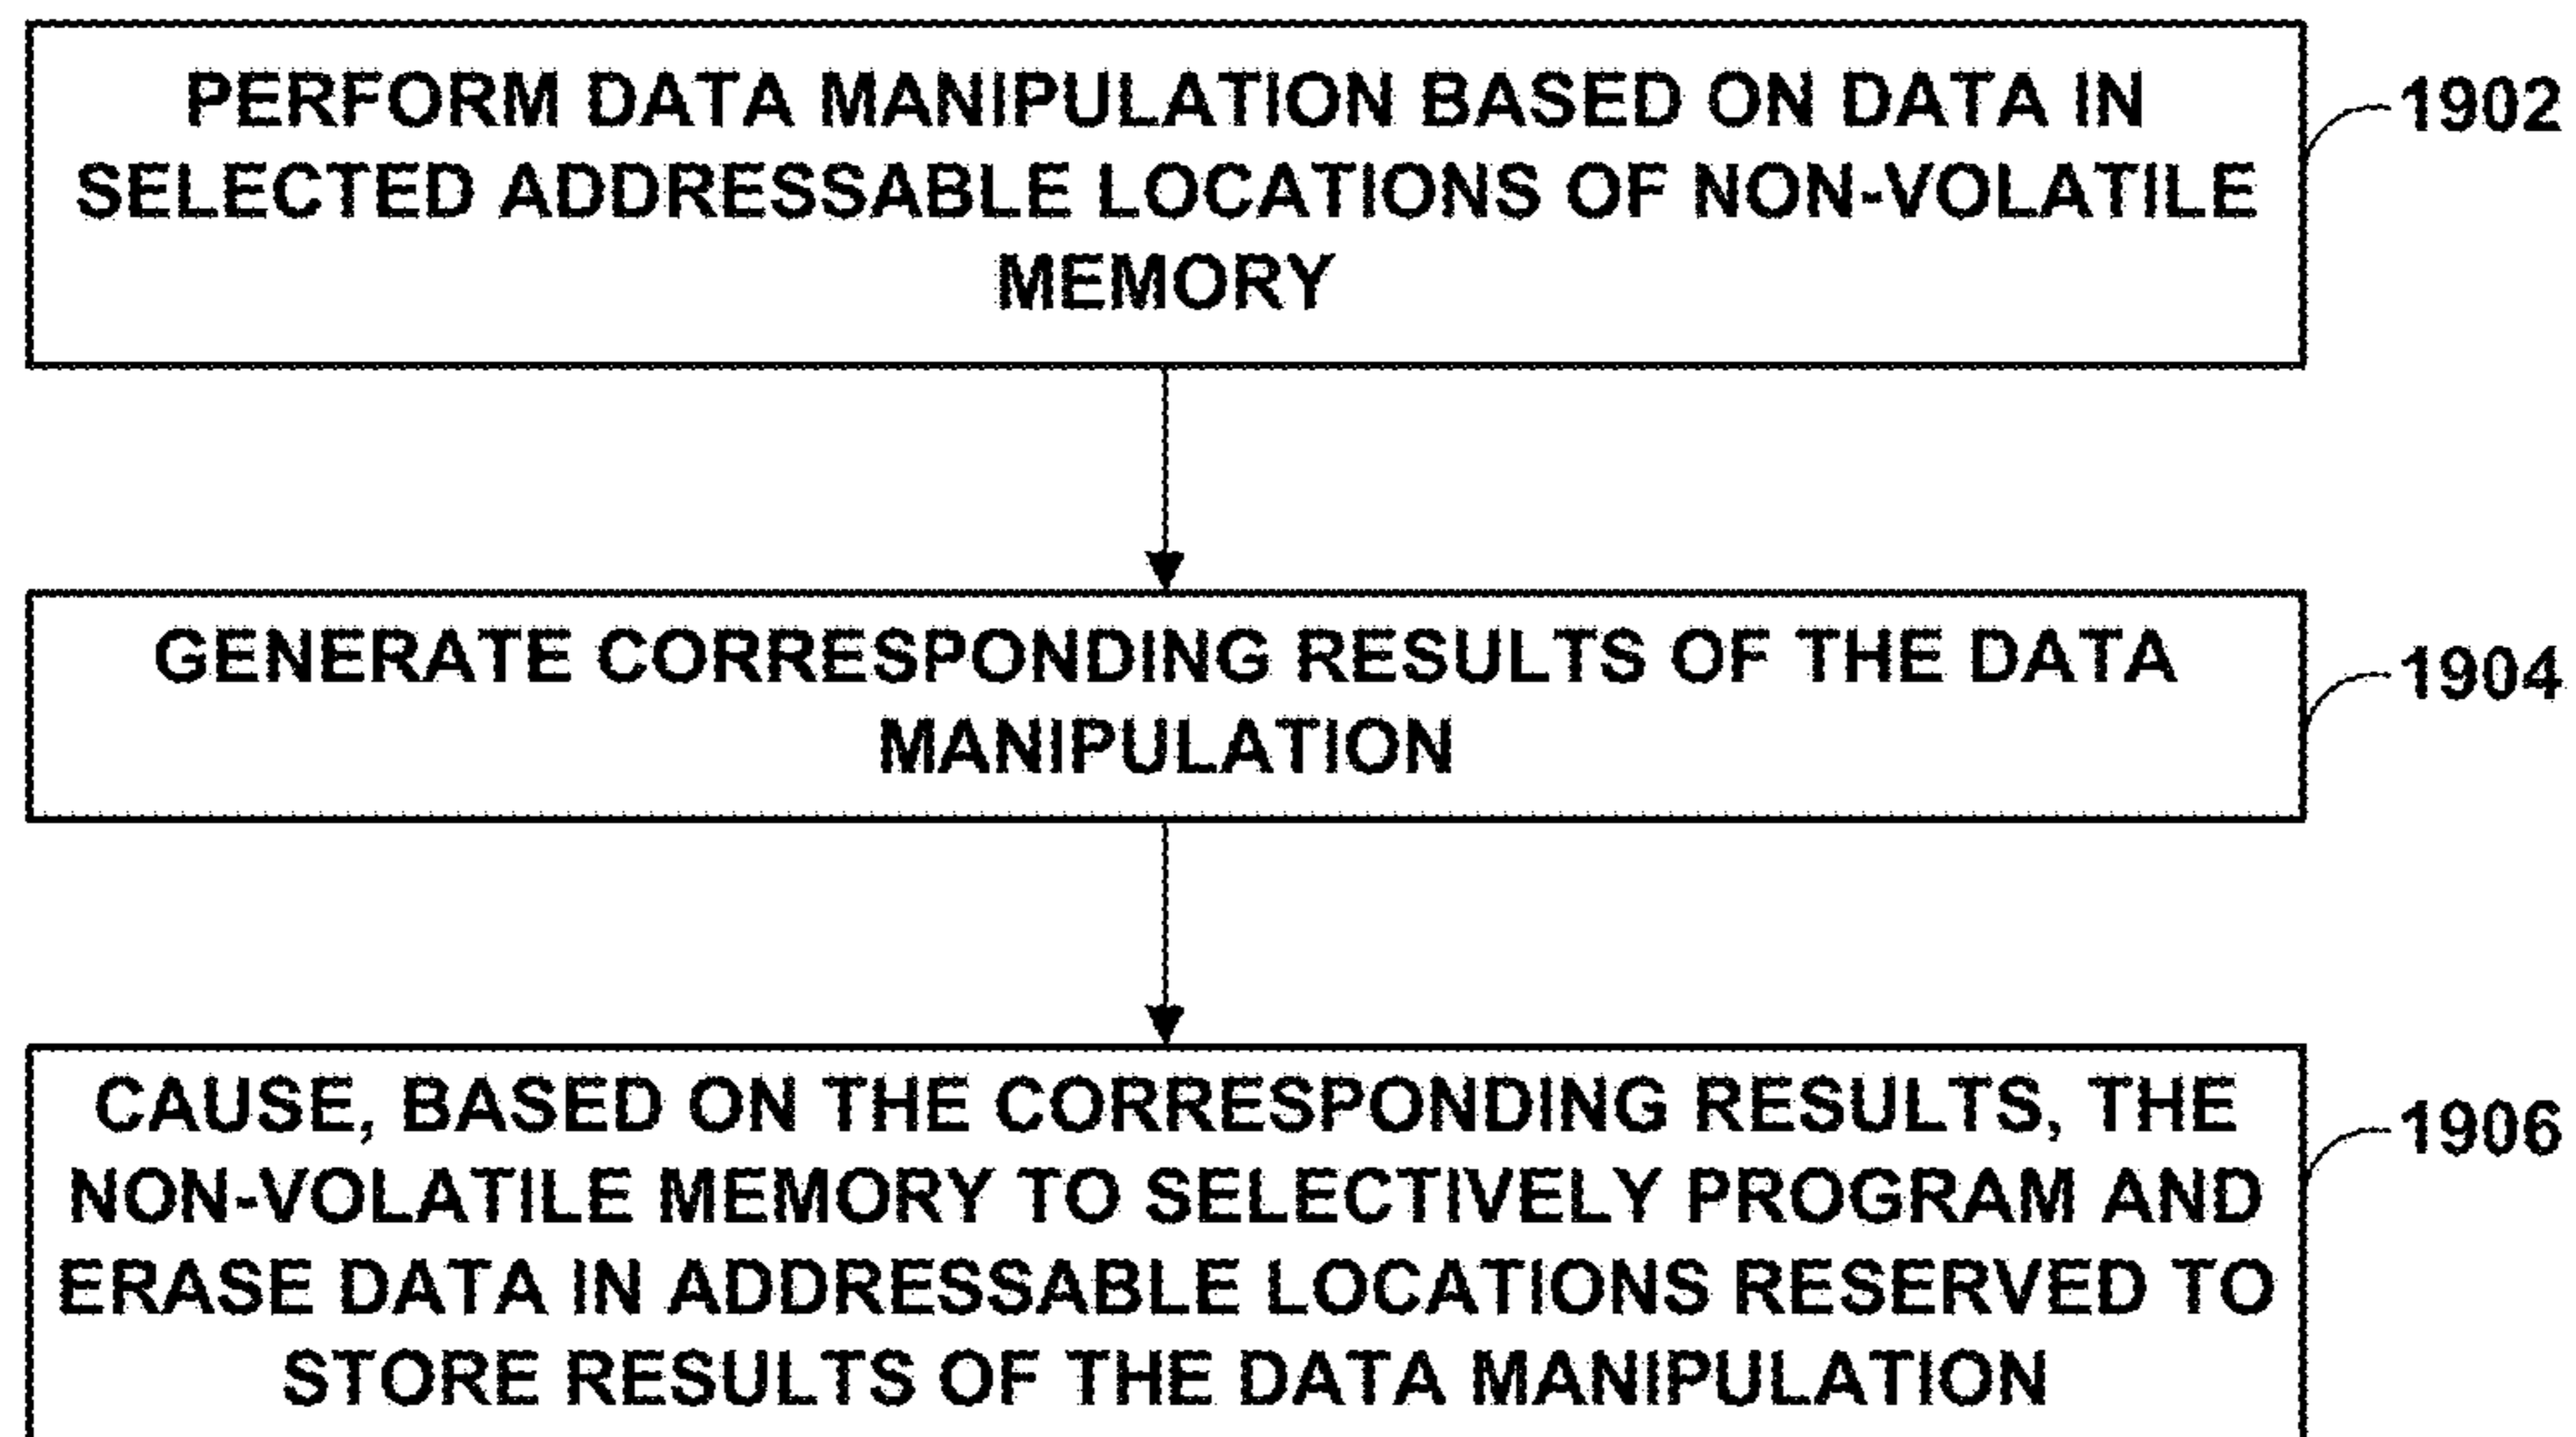 PERFORM DATA MANIPULATION BASED ON DATA IN
SELECTED ADDRESSABLE LOCATIONS OF NON-VOLATILE
MEMORY
1902
GENERATE CORRESPONDING RESULTS OF THE DATA
MANIPULATION
1904
CAUSE, BASED ON THE CORRESPONDING RESULTS, THE
NON-VOLATILE MEMORY TO SELECTIVELY PROGRAM AND
ERASE DATA IN ADDRESSABLE LOCATIONS RESERVED TO
STORE RESULTS OF THE DATA MANIPULATION
1906